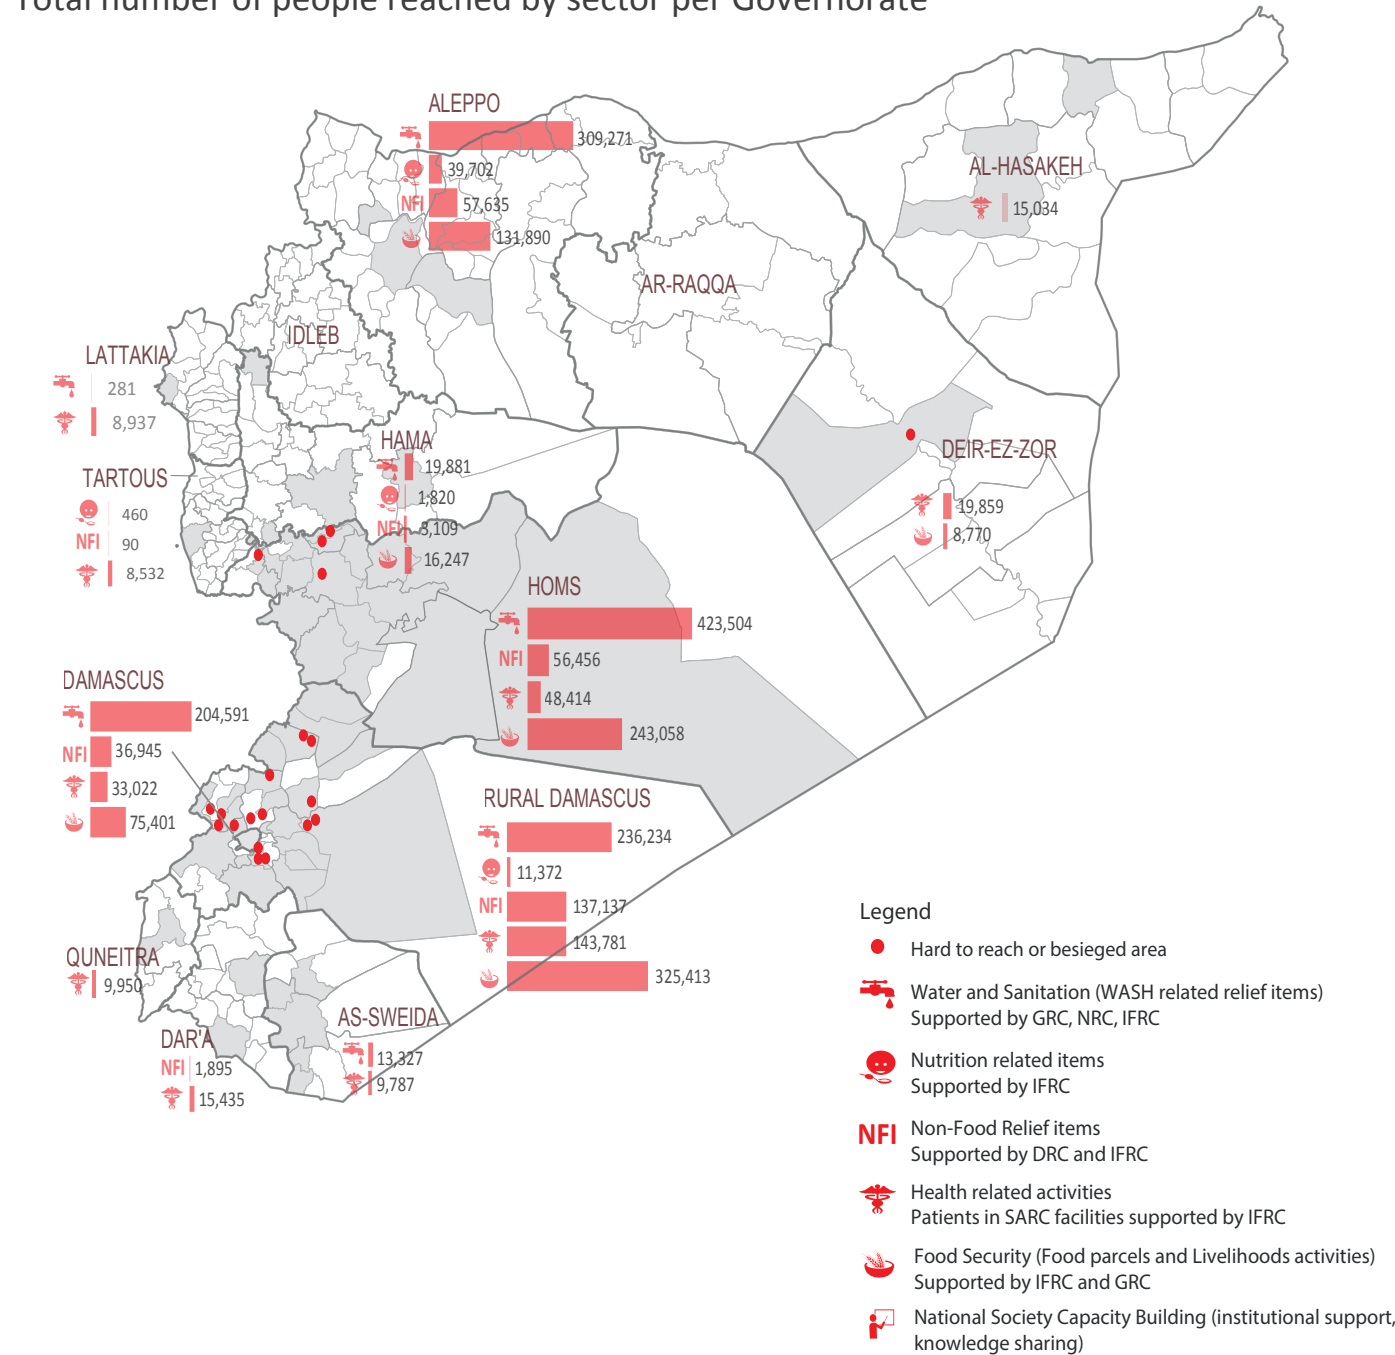 Total number of people reached by sector per Governorate
ALEPPO
309,271
39,702
NFI 57,635
131,890
AL-HASAKEH
15,034
AR-RAQQA
IDLEB
LATTAKIA
281
8,937
HAMA
19,881
1,820
NFI 3,109
16,247
TARTOUS
460
NFI 90
8,532
DEIR-EZ-ZOR
19,859
8,770
HOMS
423,504
NFI 56,456
48,414
243,058
DAMASCUS
204,591
NFI 36,945
33,022
75,401
RURAL DAMASCUS
236,234
11,372
NFI 137,137
143,781
325,413
QUNEITRA
9,950
DAR'A
NFI 1,895
15,435
AS-SWEIDA
13,327
9,787
Legend
Hard to reach or besieged area
Water and Sanitation (WASH related relief items)
Supported by GRC, NRC, IFRC
Nutrition related items
Supported by IFRC
NFI Non-Food Relief items
Supported by DRC and IFRC
Health related activities
Patients in SARC facilities supported by IFRC
Food Security (Food parcels and Livelihoods activities)
Supported by IFRC and GRC
National Society Capacity Building (institutional support,
knowledge sharing)